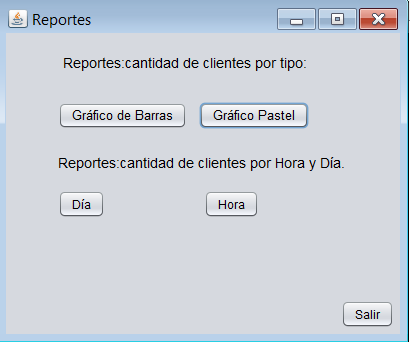 Reportes
Reportes:cantidad de clientes por tipo:
Gráfico de Barras Gráfico Pastel
Reportes:cantidad de clientes por Hora y Día.
Día Hora
Salir